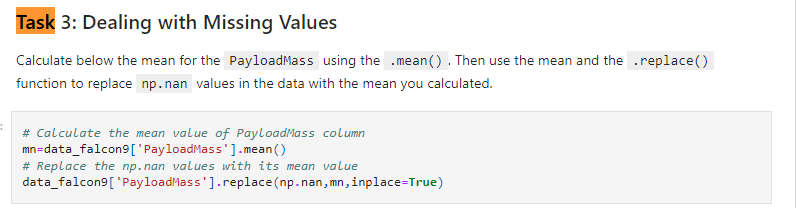 Task 3: Dealing with Missing Values
Calculate below the mean for the PayloadMass using the .mean() . Then use the mean and the .replace()
function to replace np.nan values in the data with the mean you calculated.
:
# Calculate the mean value of PayloadMass column
mn=data_falcon9['PayloadMass'].mean()
# Replace the np.nan values with its mean value
data_falcon9['PayloadMass'].replace(np.nan,mn,inplace=True)